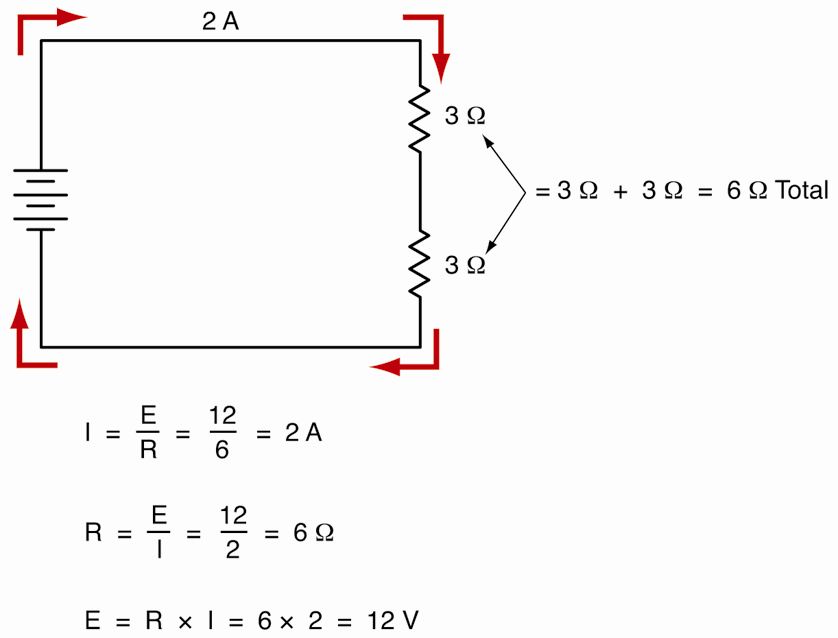 2 A
3 Ω
= 3 Ω + 3 Ω = 6 Ω Total
3 Ω
I = E/R = 12/6 = 2 A
R = E/I = 12/2 = 6 Ω
E = R × I = 6 × 2 = 12 V